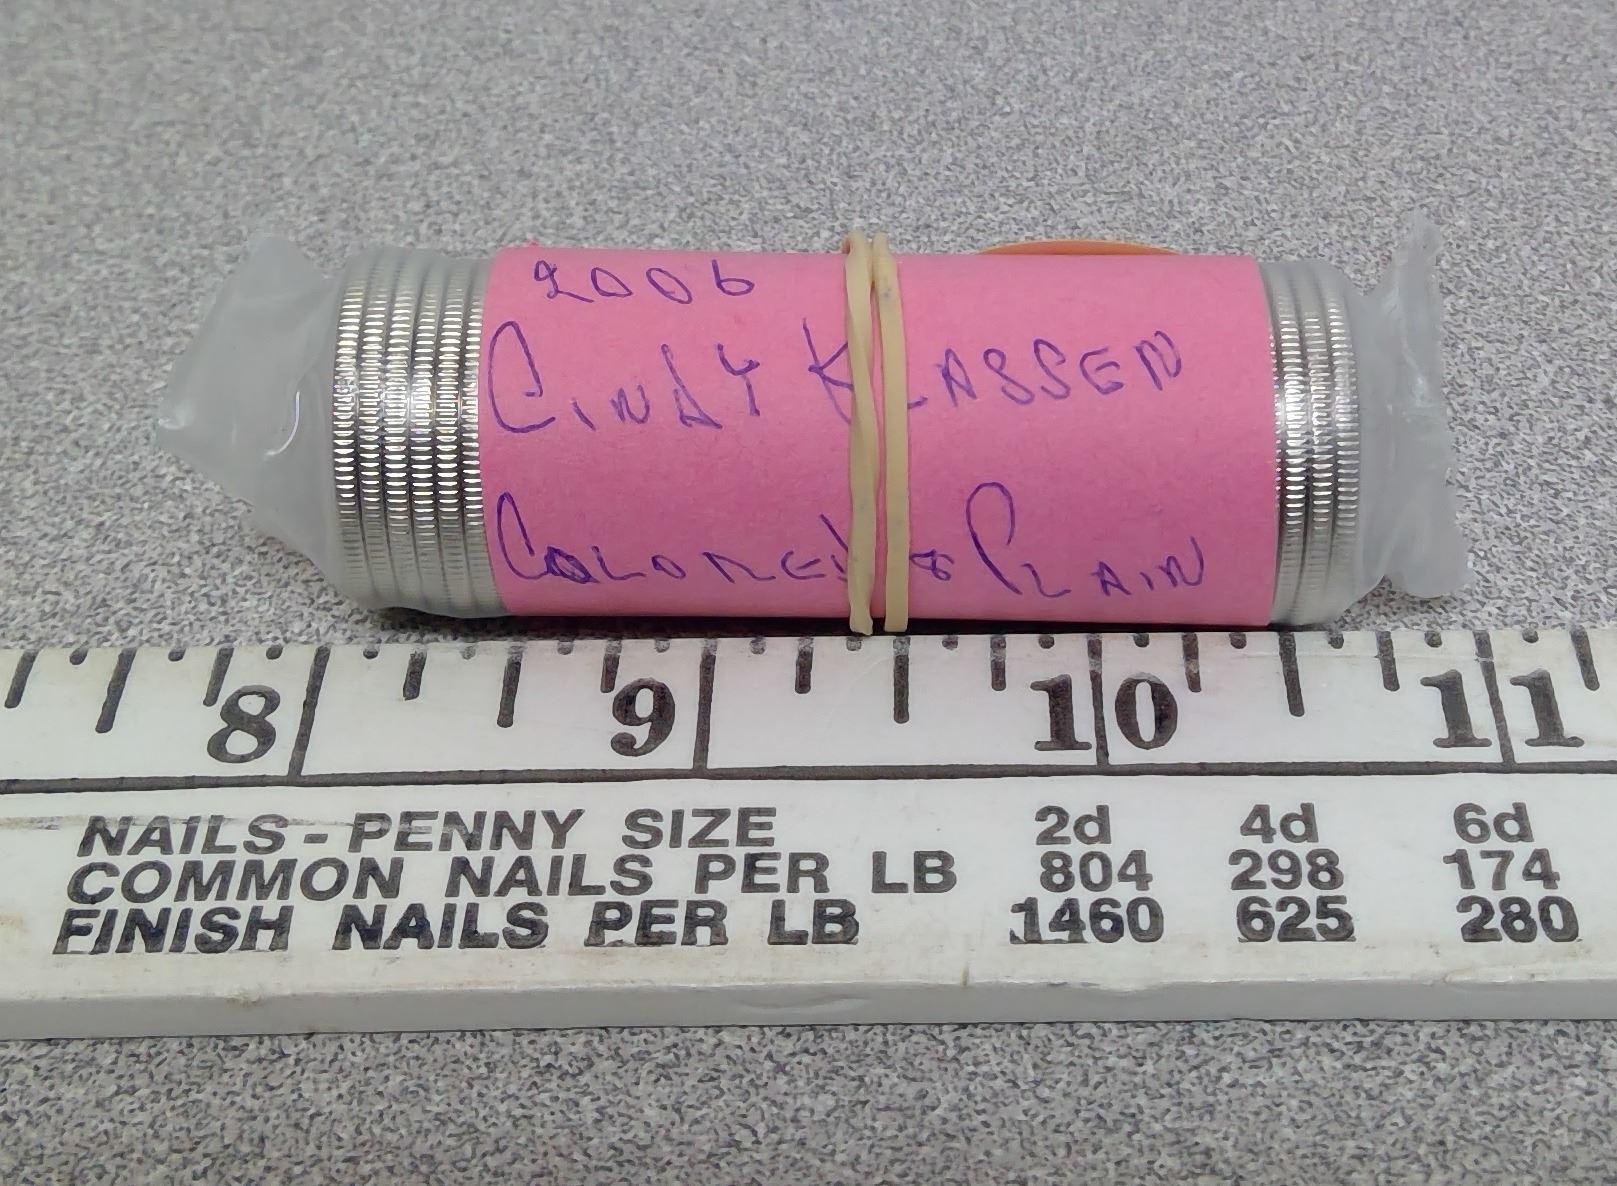 2006
CINDY KLASSEN
COLORED & PLAIN
8 9 10 11
NAILS - PENNY SIZE 2d 4d 6d
COMMON NAILS PER LB 804 298 174
FINISH NAILS PER LB 1460 625 280